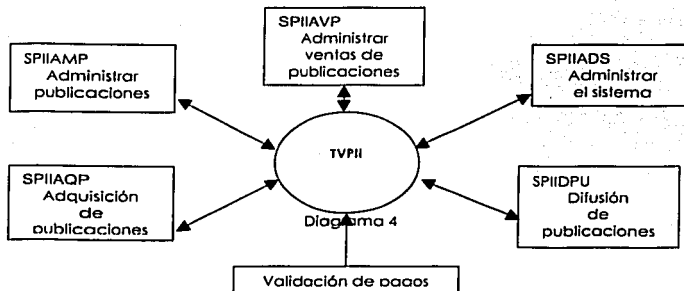 SPIIAVP
Administrar
ventas de
publicaciones
SPIIAMP
Administrar
publicaciones
SPIIADS
Administrar
el sistema
TVPII
SPIIAQP
Adquisición
de
publicaciones
SPIIDPU
Difusión
de
publicaciones
Diagrama 4
Validación de pagos